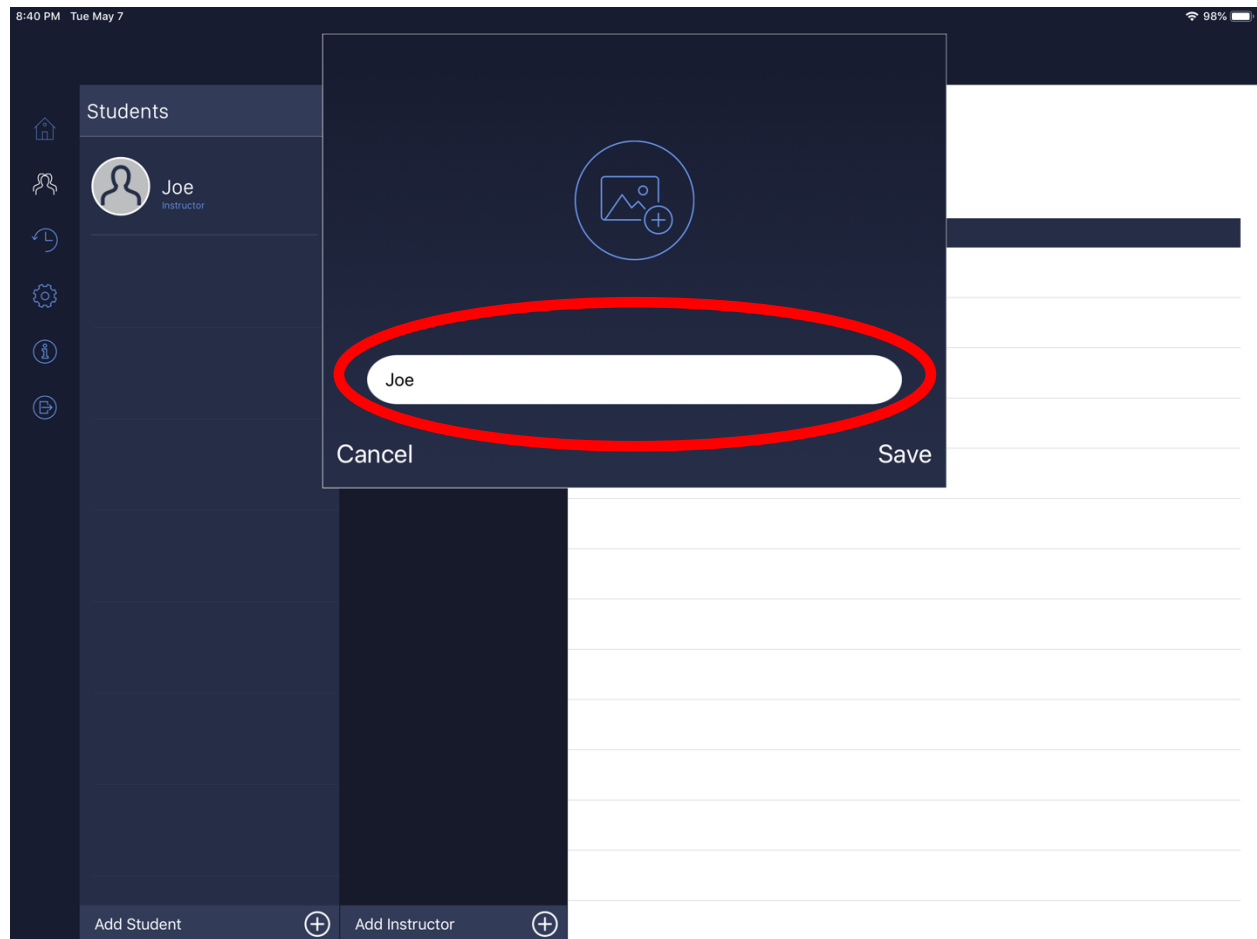 8:40 PM Tue May 7
98%
Students
Joe
Instructor
Joe
Cancel
Save
Add Student
Add Instructor